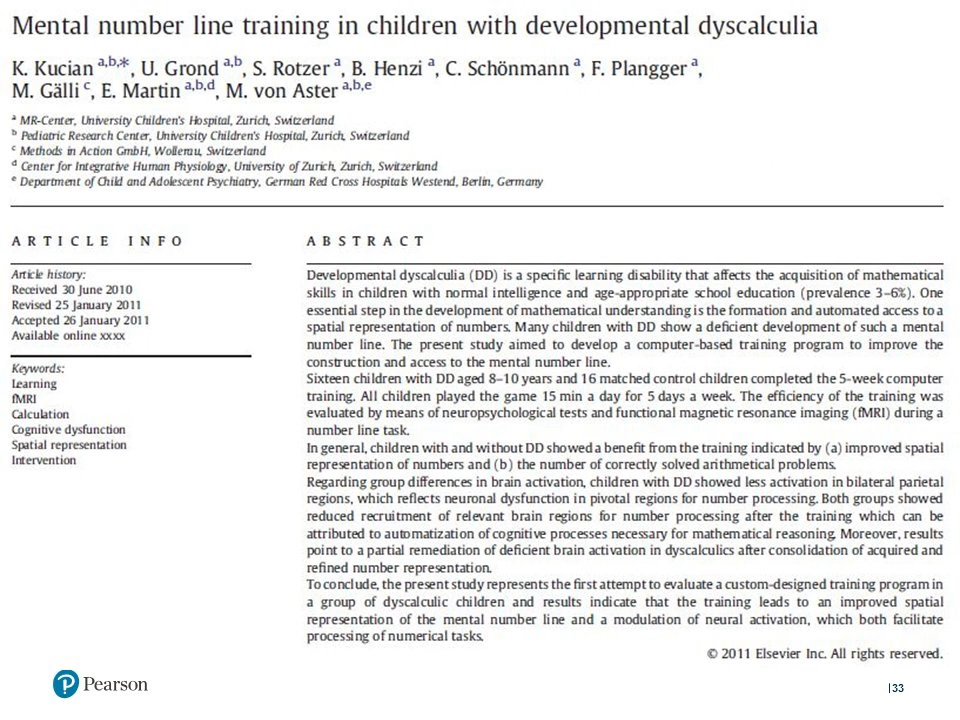 Mental number line training in children with developmental dyscalculia
K. Kucian a,b,*, U. Grond a,b, S. Rotzer a, B. Henzi a, C. Schönmann a, F. Plangger a,
M. Gälli c, E. Martin a,b,d, M. von Aster a,b,e
a MR-Center, University Children's Hospital, Zurich, Switzerland
b Pediatric Research Center, University Children's Hospital, Zurich, Switzerland
c Methods in Action GmbH, Wollerau, Switzerland
d Center for Integrative Human Physiology, University of Zurich, Zurich, Switzerland
e Department of Child and Adolescent Psychiatry, German Red Cross Hospitals Westend, Berlin, Germany
ARTICLE INFO
Article history:
Received 30 June 2010
Revised 25 January 2011
Accepted 26 January 2011
Available online xxxx
Keywords:
Learning
fMRI
Calculation
Cognitive dysfunction
Spatial representation
Intervention
ABSTRACT
Developmental dyscalculia (DD) is a specific learning disability that affects the acquisition of mathematical
skills in children with normal intelligence and age-appropriate school education (prevalence 3–6%). One
essential step in the development of mathematical understanding is the formation and automated access to a
spatial representation of numbers. Many children with DD show a deficient development of such a mental
number line. The present study aimed to develop a computer-based training program to improve the
construction and access to the mental number line.
Sixteen children with DD aged 8–10 years and 16 matched control children completed the 5-week computer
training. All children played the game 15 min a day for 5 days a week. The efficiency of the training was
evaluated by means of neuropsychological tests and functional magnetic resonance imaging (fMRI) during a
number line task.
In general, children with and without DD showed a benefit from the training indicated by (a) improved spatial
representation of numbers and (b) the number of correctly solved arithmetical problems.
Regarding group differences in brain activation, children with DD showed less activation in bilateral parietal
regions, which reflects neuronal dysfunction in pivotal regions for number processing. Both groups showed
reduced recruitment of relevant brain regions for number processing after the training which can be
attributed to automatization of cognitive processes necessary for mathematical reasoning. Moreover, results
point to a partial remediation of deficient brain activation in dyscalculics after consolidation of acquired and
refined number representation.
To conclude, the present study represents the first attempt to evaluate a custom-designed training program in
a group of dyscalculic children and results indicate that the training leads to an improved spatial
representation of the mental number line and a modulation of neural activation, which both facilitate
processing of numerical tasks.
© 2011 Elsevier Inc. All rights reserved.
Pearson
|33